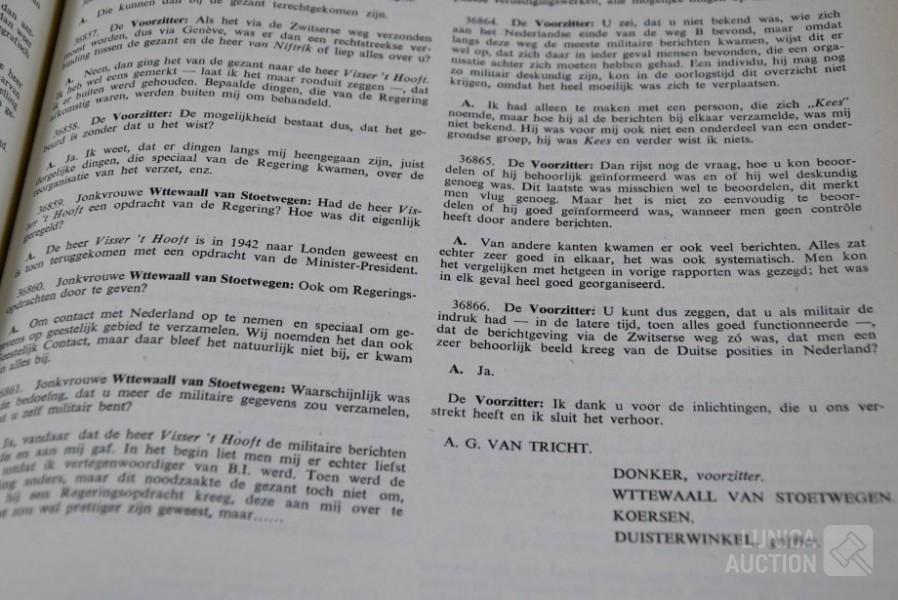 A. Die kunnen dan bij de gezant terechtgekomen zijn.
36857. De Voorzitter: Als het via de Zwitserse weg verzonden
moest worden, dus via Genève, was er dan een rechtstreekse ver-
binding tussen de gezant en de heer van Niftrik of liep alles over u?
A. Neen, dan ging het van de gezant naar de heer Visser 't Hooft.
Ik heb wel eens gemerkt — laat ik het maar ronduit zeggen —, dat
ik er buiten werd gehouden. Bepaalde dingen, die van de Regering
afkomstig waren, werden buiten mij om behandeld.
36858. De Voorzitter: De mogelijkheid bestaat dus, dat het ge-
beurd is zonder dat u het wist?
A. Ja. Ik weet, dat er dingen langs mij heengegaan zijn, juist
dergelijke dingen, die speciaal van de Regering kwamen, over de
reorganisatie van het verzet, enz.
36859. Jonkvrouwe Wttewaall van Stoetwegen: Had de heer Vis-
ser 't Hooft een opdracht van de Regering? Hoe was dit eigenlijk
geregeld?
A. De heer Visser 't Hooft is in 1942 naar Londen geweest en
is toen teruggekomen met een opdracht van de Minister-President.
36860. Jonkvrouwe Wttewaall van Stoetwegen: Ook om Regerings-
opdrachten door te geven?
A. Om contact met Nederland op te nemen en speciaal om ge-
gevens op geestelijk gebied te verzamelen. Wij noemden het dan ook
Geestelijk Contact, maar daar bleef het natuurlijk niet bij, er kwam
van alles bij.
36861. Jonkvrouwe Wttewaall van Stoetwegen: Waarschijnlijk was
de bedoeing, dat u meer de militaire gegevens zou verzamelen,
dat u zelf militair bent?
Ja, vandaar dat de heer Visser 't Hooft de militaire berichten
en aan mij gaf. In het begin liet men mij er echter liefst
omdat ik vertegenwoordiger van B.I. werd. Toen werd de
anders, maar dit noodzaakte de gezant toch niet om,
hij een Regeringsopdracht kreeg, deze aan mij over te
zou wel prettiger zijn geweest, maar......
36864. De Voorzitter: U zei, dat u niet bekend was, wie zich
aan het Nederlandse einde van de weg B bevond, maar omdat
langs deze weg de meeste militaire berichten kwamen, wijst dit er
wel op, dat zich daar in ieder geval mensen bevonden, die een orga-
nisatie achter zich moeten hebben gehad. Een individu, hij mag nog
zo militair deskundig zijn, kon in de oorlogstijd dit overzicht niet
krijgen, omdat het heel moeilijk was zich te verplaatsen.
A. Ik had alleen te maken met een persoon, die zich „Kees”
noemde, maar hoe hij al de berichten bij elkaar verzamelde, was mij
niet bekend. Hij was voor mij ook niet een onderdeel van een onder-
grondse groep, hij was Kees en verder wist ik niets.
36865. De Voorzitter: Dan rijst nog de vraag, hoe u kon beoor-
delen of hij behoorlijk geïnformeerd was en of hij wel deskundig
genoeg was. Dit laatste was misschien wel te beoordelen, dit merkt
men vlug genoeg. Maar het is niet zo eenvoudig te beoor-
delen of hij goed geïnformeerd was, wanneer men geen contrôle
heeft door andere berichten.
A. Van andere kanten kwamen er ook veel berichten. Alles zat
echter zeer goed in elkaar, het was ook systematisch. Men kon
het vergelijken met hetgeen in vorige rapporten was gezegd; het was
in elk geval heel goed georganiseerd.
36866. De Voorzitter: U kunt dus zeggen, dat u als militair de
indruk had — in de latere tijd, toen alles goed functionneerde —,
dat de berichtgeving via de Zwitserse weg zó was, dat men een
zeer behoorlijk beeld kreeg van de Duitse posities in Nederland?
A. Ja.
De Voorzitter: Ik dank u voor de inlichtingen, die u ons ver-
strekt heeft en ik sluit het verhoor.
A. G. VAN TRICHT.
DONKER, voorzitter.
WTTEWAALL VAN STOETWEGEN
KOERSEN.
DUISTERWINKEL, griffier.
LIJNIGA
AUCTION